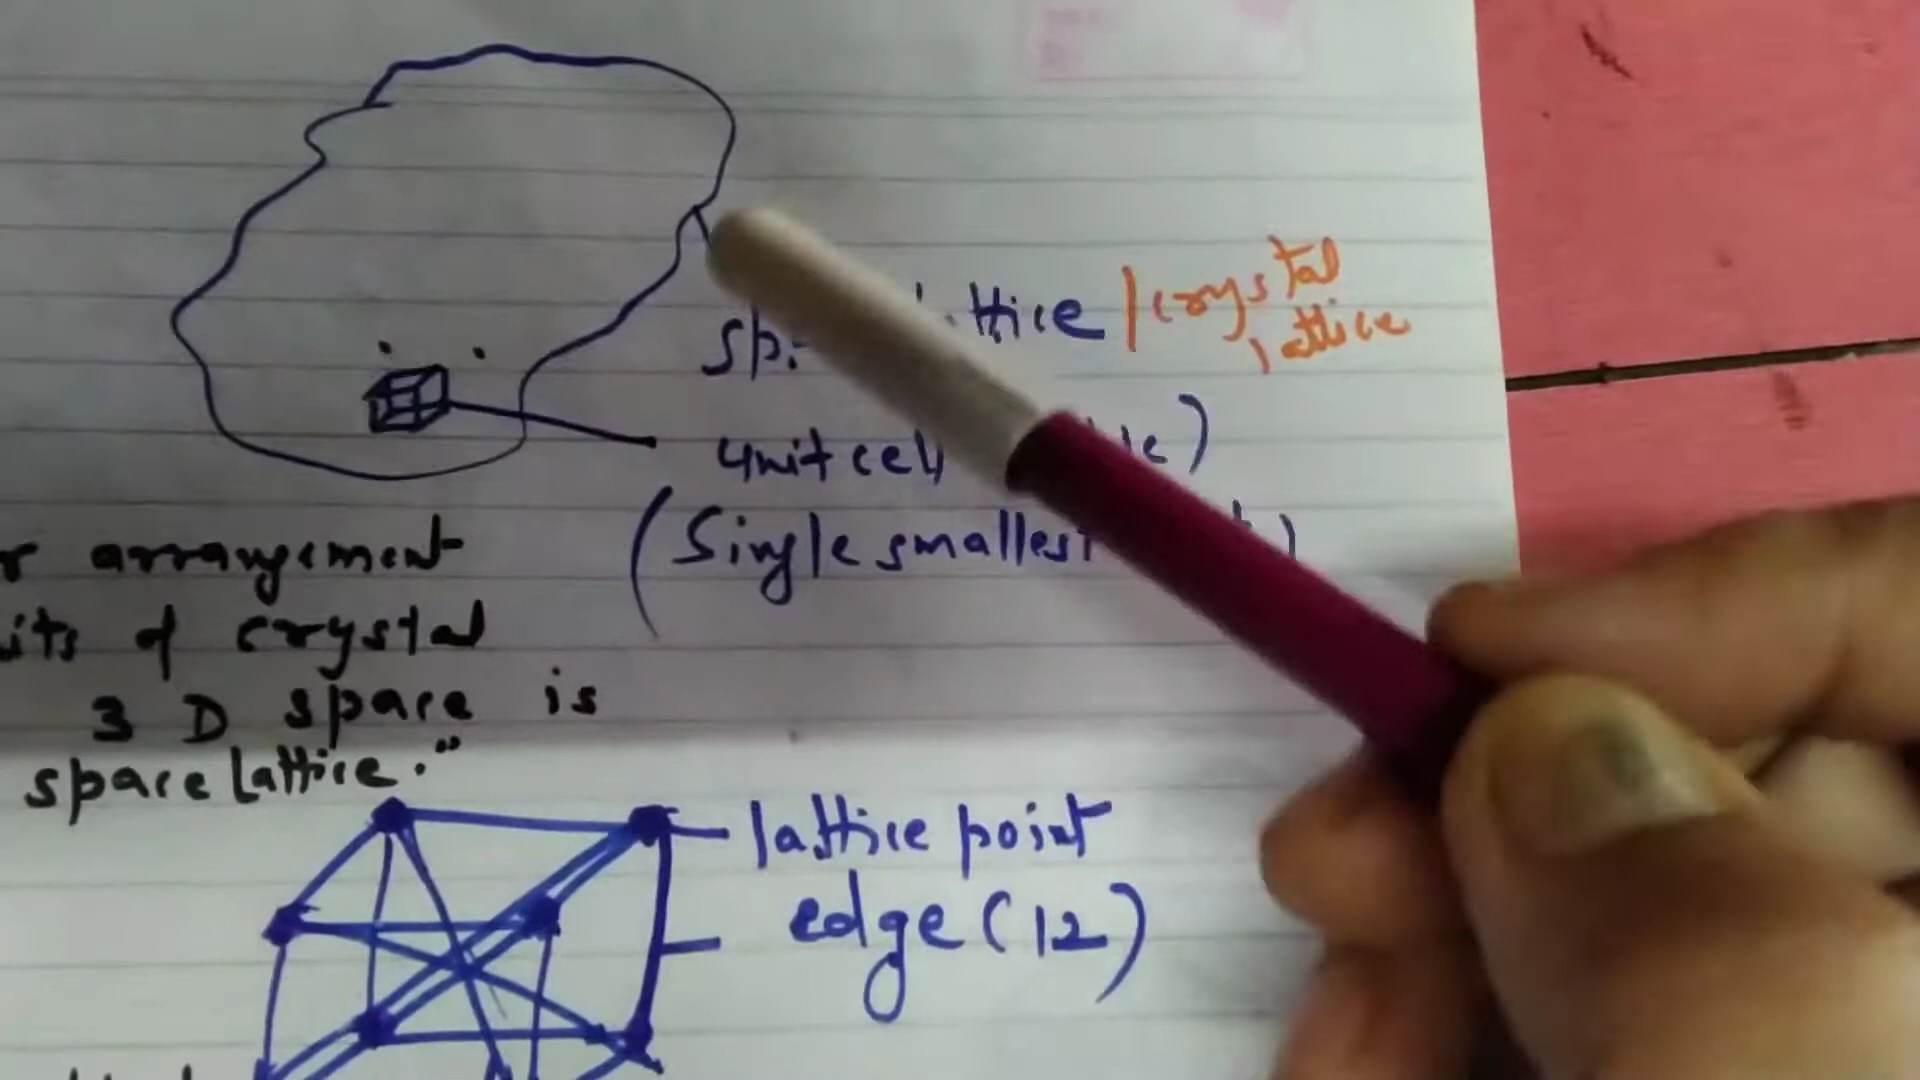 lattice / crystal
lattice
Unit cell
(Single smallest
arrangement
of crystal
3 D space is
space lattice."
lattice point
edge (12)